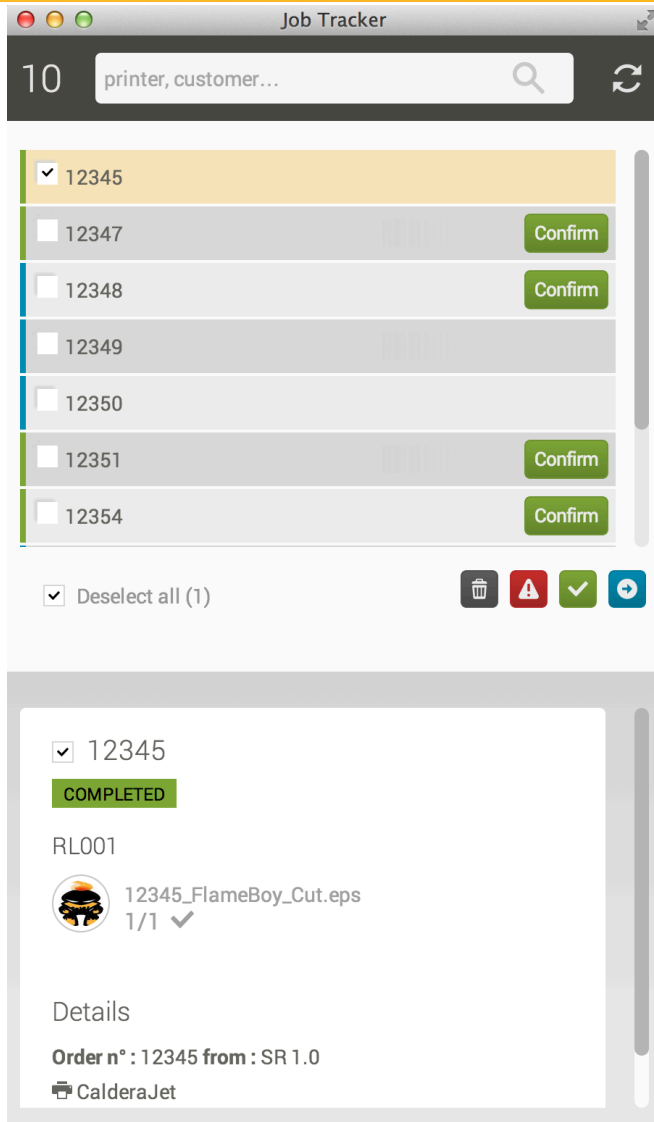 Job Tracker
10 printer, customer...
12345
12347 Confirm
12348 Confirm
12349
12350
12351 Confirm
12354 Confirm
Deselect all (1)
12345
COMPLETED
RL001
12345_FlameBoy_Cut.eps
1/1
Details
Order n° : 12345 from : SR 1.0
CalderaJet